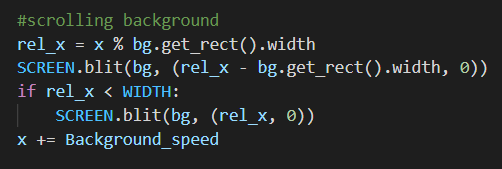 #scrolling background
rel_x = x % bg.get_rect().width
SCREEN.blit(bg, (rel_x - bg.get_rect().width, 0))
if rel_x < WIDTH:
    SCREEN.blit(bg, (rel_x, 0))
x += Background_speed